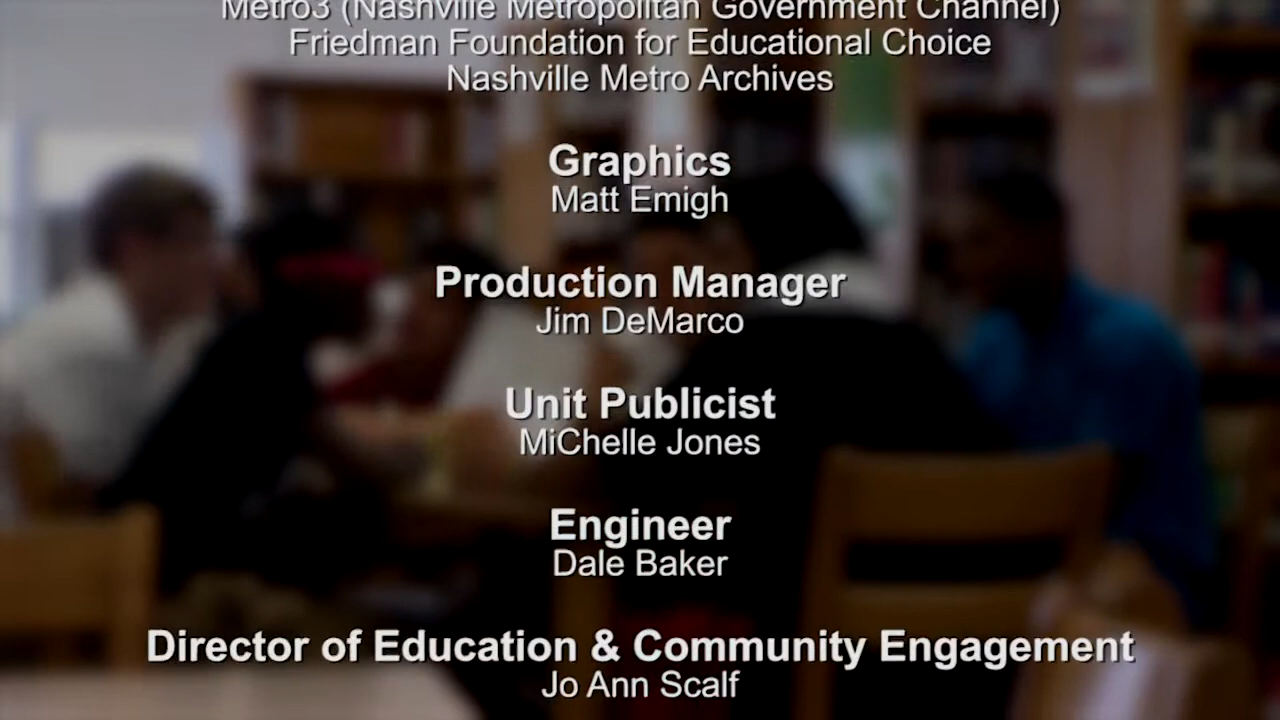 Metro3 (Nashville Metropolitan Government Channel)
Friedman Foundation for Educational Choice
Nashville Metro Archives
Graphics
Matt Emigh
Production Manager
Jim DeMarco
Unit Publicist
MiChelle Jones
Engineer
Dale Baker
Director of Education & Community Engagement
Jo Ann Scalf